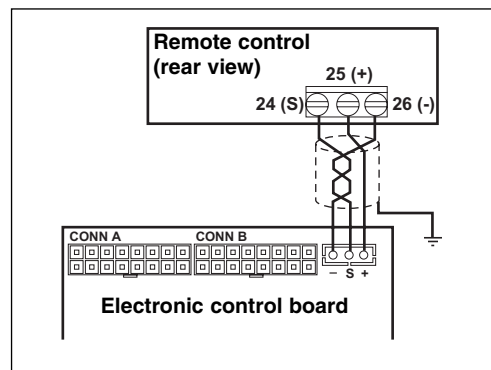 Remote control
(rear view)
25 (+)
24 (S)
26 (-)
CONN A
CONN B
– S +
Electronic control board